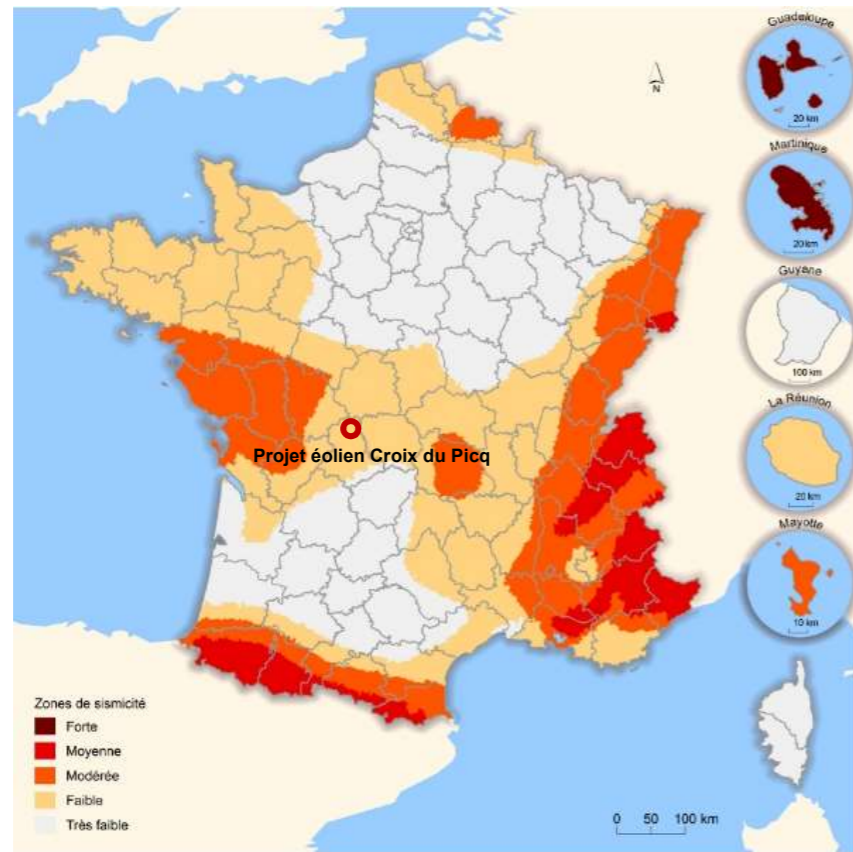 Guadeloupe
20 km
N
Martinique
20 km
Guyane
100 km
La Réunion
20 km
Projet éolien Croix du Picq
Mayotte
10 km
Zones de sismicité
Forte
Moyenne
Modérée
Faible
Très faible
0 50 100 km